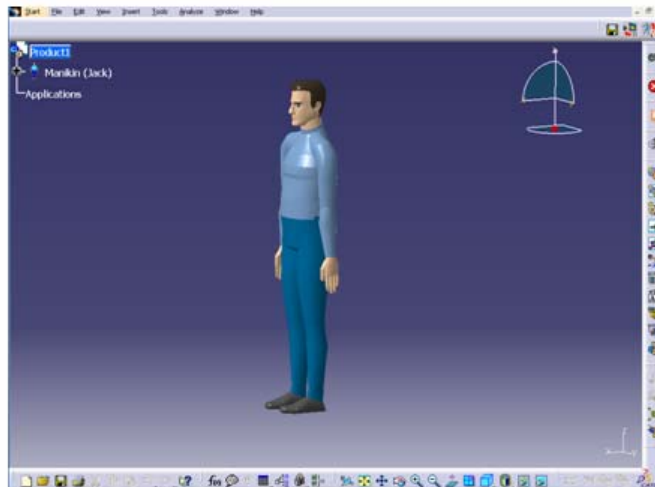 Start File Edit View Insert Tools Analyze Window Help
Product1
Manikin (Jack)
Applications